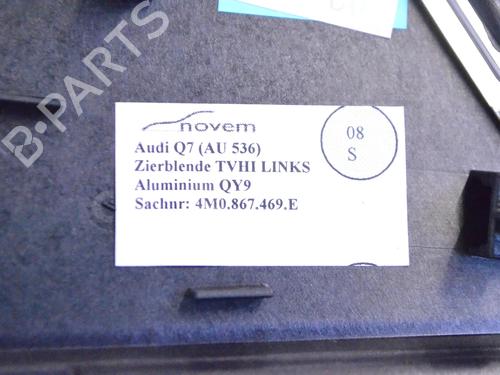 B-PARTS
novem
Audi Q7 (AU 536)
Zierblende TVHI LINKS
Aluminium QY9
Sachnr: 4M0.867.469.E
08
S